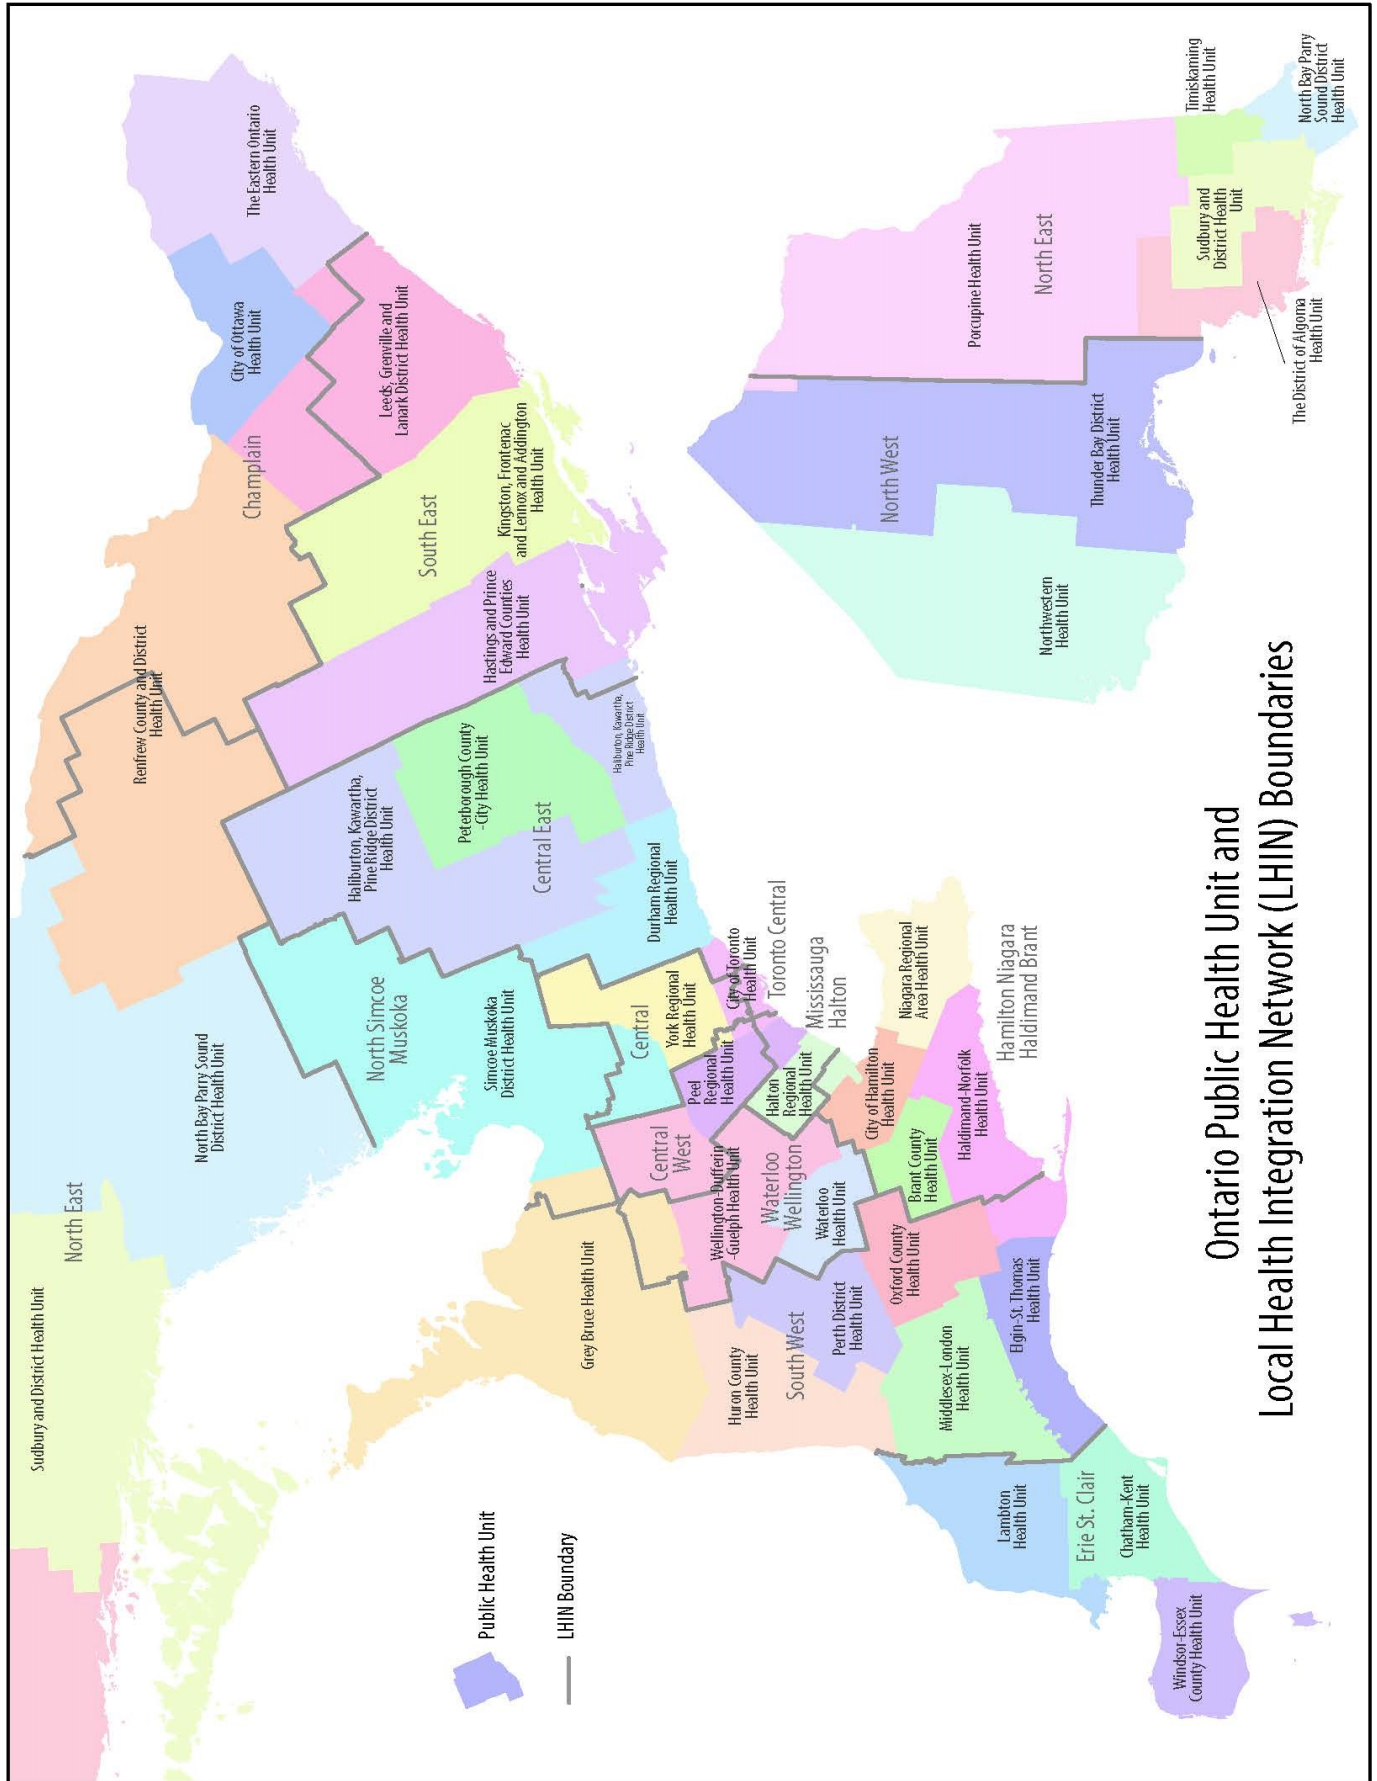 Ontario Public Health Unit and
Local Health Integration Network (LHIN) Boundaries
Public Health Unit
LHIN Boundary
Sudbury and District Health Unit
North East
North Bay Parry Sound
District Health Unit
Renfrew County and District
Health Unit
Champlain
City of Ottawa
Health Unit
The Eastern Ontario
Health Unit
Leeds, Grenville and
Lanark District Health Unit
South East
Kingston, Frontenac
and Lennox and Addington
Health Unit
Hastings and Prince
Edward Counties
Health Unit
Haliburton, Kawartha,
Pine Ridge District
Health Unit
Peterborough County
-City Health Unit
Central East
Haliburton, Kawartha,
Pine Ridge District
Health Unit
Durham Regional
Health Unit
North Simcoe
Muskoka
Simcoe Muskoka
District Health Unit
Central
York Regional
Health Unit
City of Toronto
Health Unit
Toronto Central
Peel
Regional
Health Unit
Mississauga
Halton
Halton
Regional
Health Unit
Central
West
Grey Bruce Health Unit
Wellington-Dufferin
-Guelph Health Unit
Waterloo
Wellington
Waterloo
Health Unit
City of Hamilton
Health Unit
Niagara Regional
Area Health Unit
Hamilton Niagara
Haldimand Brant
Brant County
Health Unit
Haldimand-Norfolk
Health Unit
Huron County
Health Unit
South West
Perth District
Health Unit
Oxford County
Health Unit
Middlesex-London
Health Unit
Elgin-St. Thomas
Health Unit
Lambton
Health Unit
Erie St. Clair
Chatham-Kent
Health Unit
Windsor-Essex
County Health Unit
Northwestern
Health Unit
North West
Thunder Bay District
Health Unit
Porcupine Health Unit
North East
The District of Algoma
Health Unit
Sudbury and
District Health
Unit
Timiskaming
Health Unit
North Bay Parry
Sound District
Health Unit